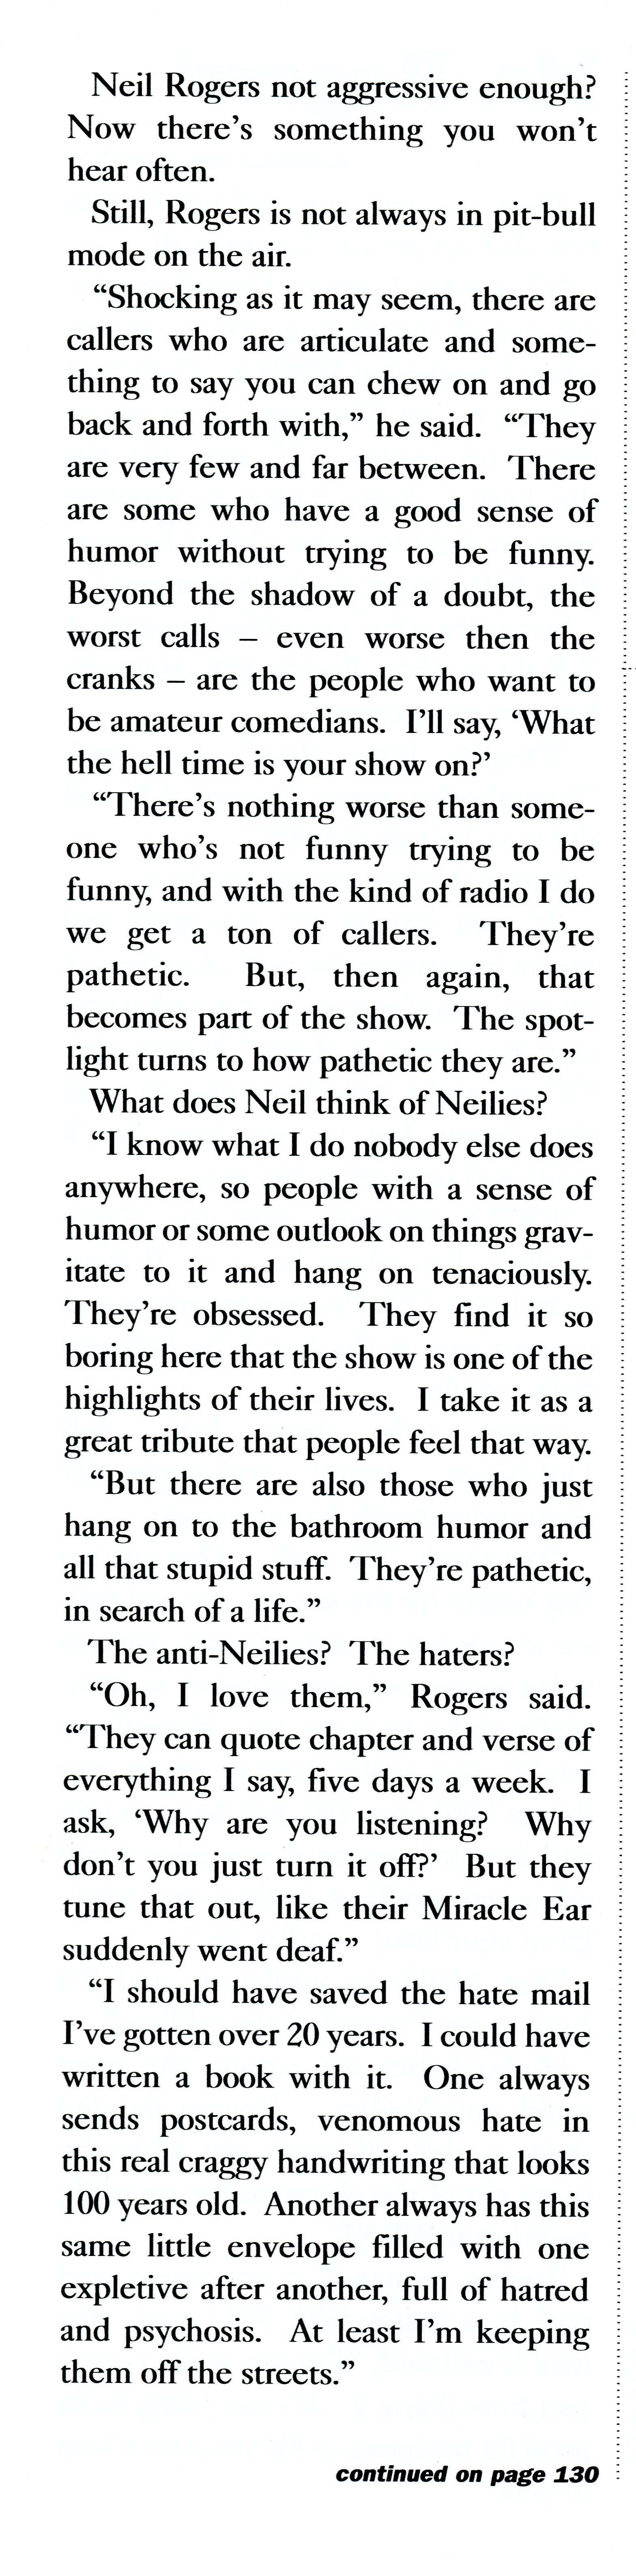 Neil Rogers not aggressive enough?
Now there's something you won't
hear often.
Still, Rogers is not always in pit-bull
mode on the air.
“Shocking as it may seem, there are
callers who are articulate and some-
thing to say you can chew on and go
back and forth with,” he said. “They
are very few and far between. There
are some who have a good sense of
humor without trying to be funny.
Beyond the shadow of a doubt, the
worst calls – even worse then the
cranks – are the people who want to
be amateur comedians. I'll say, ‘What
the hell time is your show on?’
“There's nothing worse than some-
one who's not funny trying to be
funny, and with the kind of radio I do
we get a ton of callers. They're
pathetic. But, then again, that
becomes part of the show. The spot-
light turns to how pathetic they are.”
What does Neil think of Neilies?
“I know what I do nobody else does
anywhere, so people with a sense of
humor or some outlook on things grav-
itate to it and hang on tenaciously.
They're obsessed. They find it so
boring here that the show is one of the
highlights of their lives. I take it as a
great tribute that people feel that way.
“But there are also those who just
hang on to the bathroom humor and
all that stupid stuff. They're pathetic,
in search of a life.”
The anti-Neilies? The haters?
“Oh, I love them,” Rogers said.
“They can quote chapter and verse of
everything I say, five days a week. I
ask, ‘Why are you listening? Why
don't you just turn it off?’ But they
tune that out, like their Miracle Ear
suddenly went deaf.”
“I should have saved the hate mail
I've gotten over 20 years. I could have
written a book with it. One always
sends postcards, venomous hate in
this real craggy handwriting that looks
100 years old. Another always has this
same little envelope filled with one
expletive after another, full of hatred
and psychosis. At least I'm keeping
them off the streets.”
continued on page 130